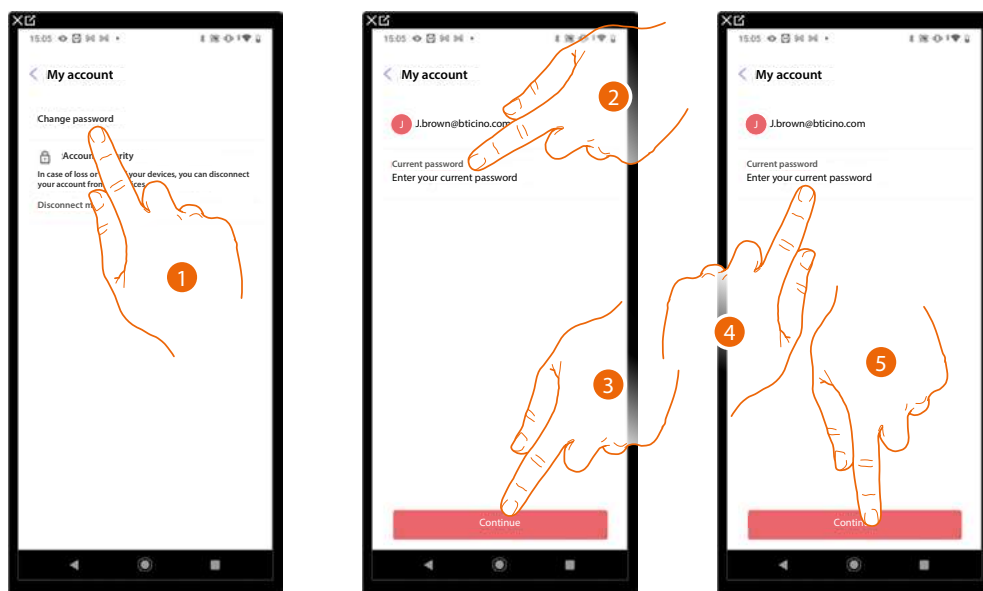 15:05
My account
Change password
Account
rity
In case of loss or
your devices, you can disconnect
your account from
ces
Disconnect m
1
15:05
My account
2
J
J.brown@bticino.com
Current password
Enter your current password
3
Continue
15:05
My account
J
J.brown@bticino.com
Current password
Enter your current password
4
5
Contin